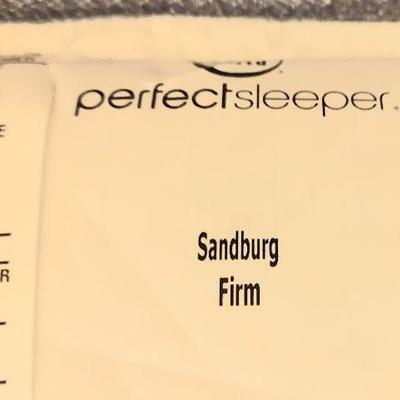 perfectsleeper.
Sandburg
Firm
E
R